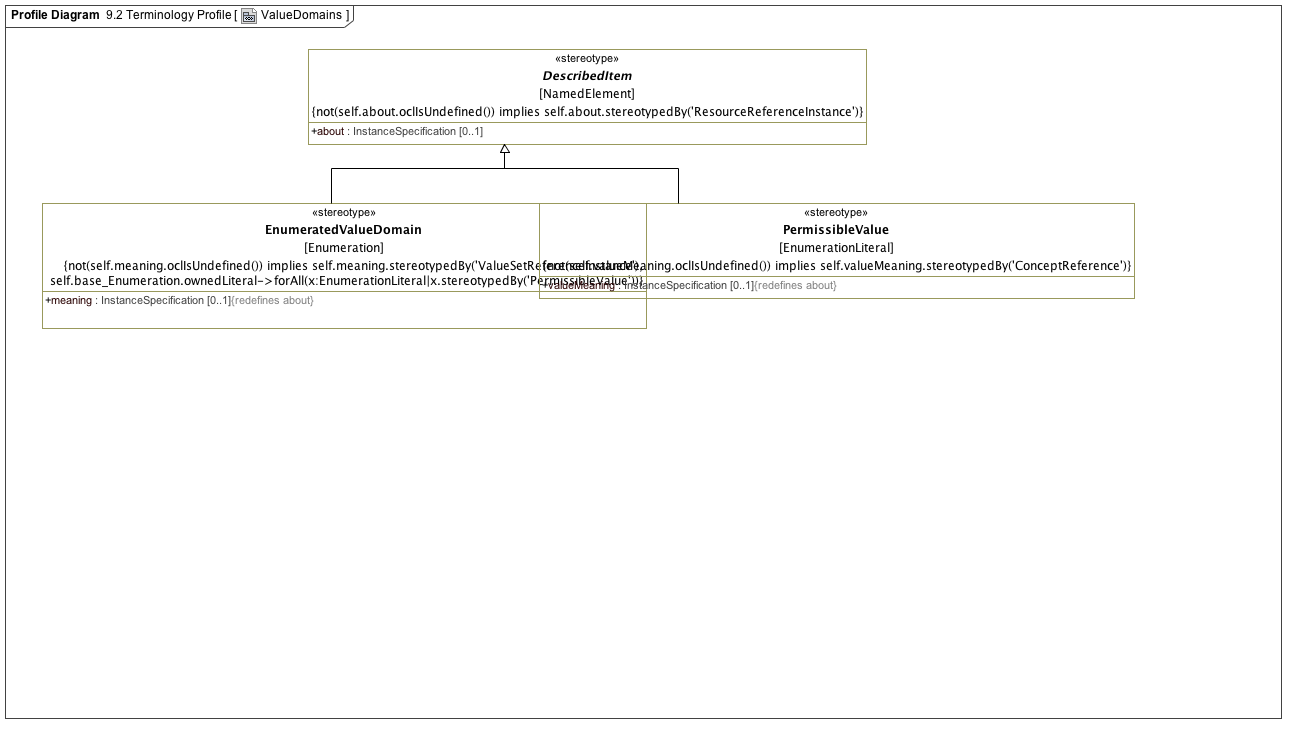 Profile Diagram 9.2 Terminology Profile [ ValueDomains ]
«stereotype»
DescribedItem
[NamedElement]
{not(self.about.oclIsUndefined()) implies self.about.stereotypedBy('ResourceReferenceInstance')}
+about : InstanceSpecification [0..1]
«stereotype»
EnumeratedValueDomain
[Enumeration]
{not(self.meaning.oclIsUndefined()) implies self.meaning.stereotypedBy(
self.base_Enumeration.ownedLiteral->forAll(x:EnumerationLiteral|x.stereotypedBy('PermissibleValue'))}
+meaning : InstanceSpecification [0..1]{redefines about}
«stereotype»
PermissibleValue
[EnumerationLiteral]
implies self.valueMeaning.stereotypedBy('ConceptReference')}
+valueMeaning : InstanceSpecification [0..1]{redefines about}